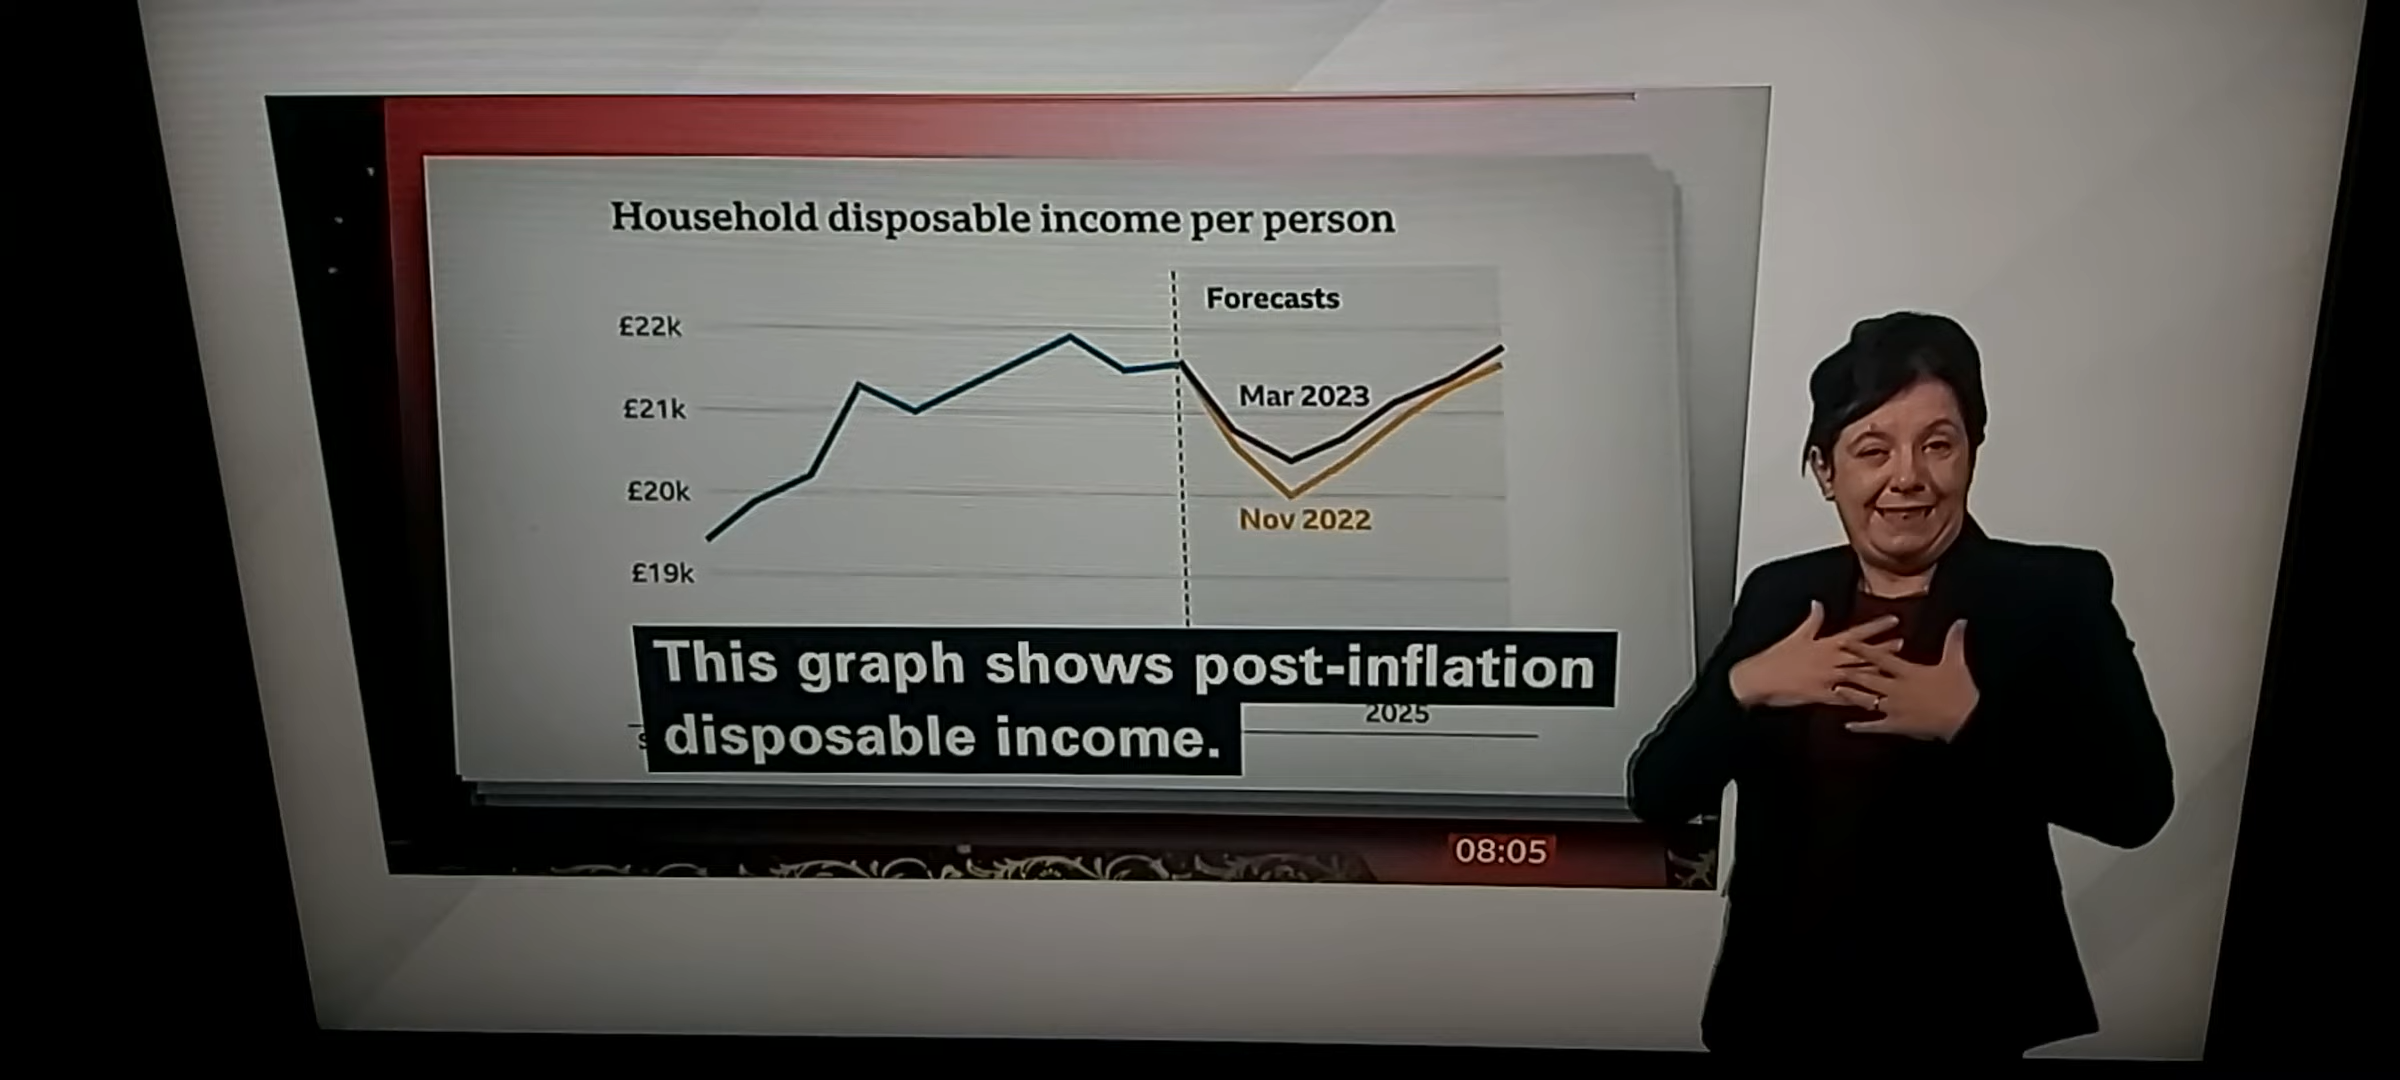 Household disposable income per person
Forecasts
£22k
Mar 2023
£21k
£20k
Nov 2022
£19k
This graph shows post-inflation
disposable income.
2025
08:05